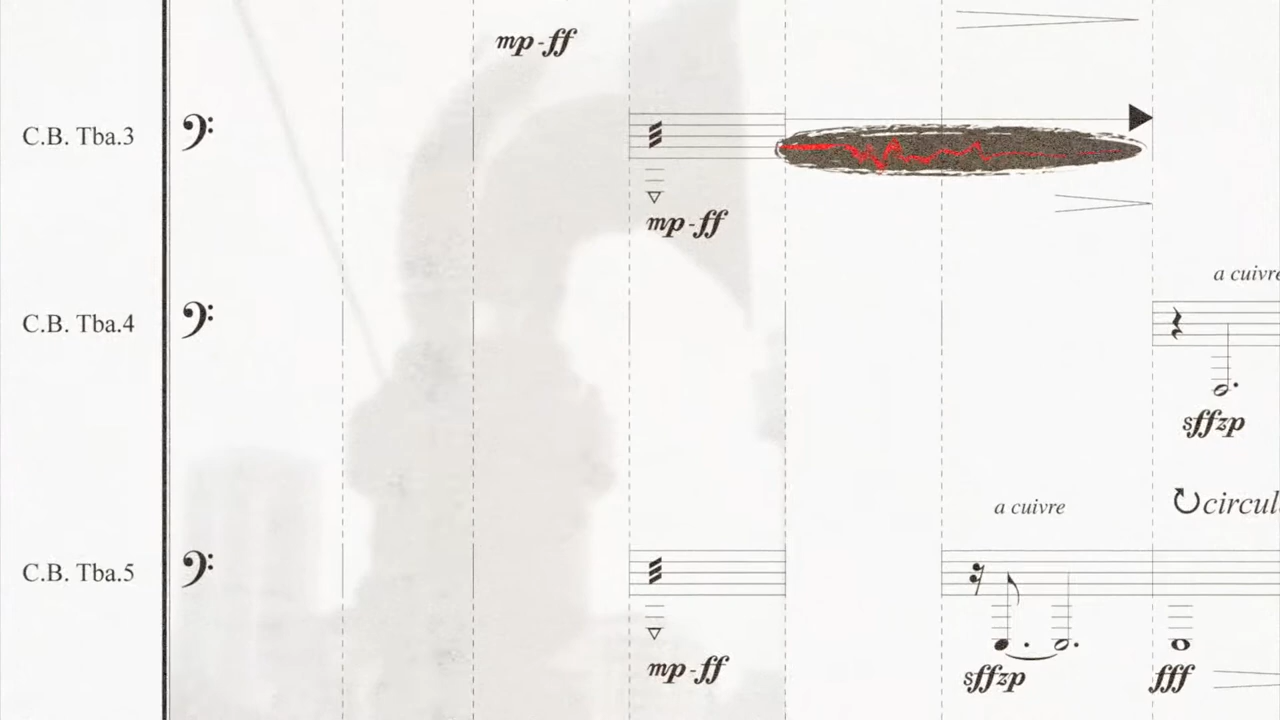 mp-ff
C.B. Tba.3
mp-ff
a cuivre
C.B. Tba.4
sffzp
a cuivre
circul
C.B. Tba.5
mp-ff
sffzp
fff